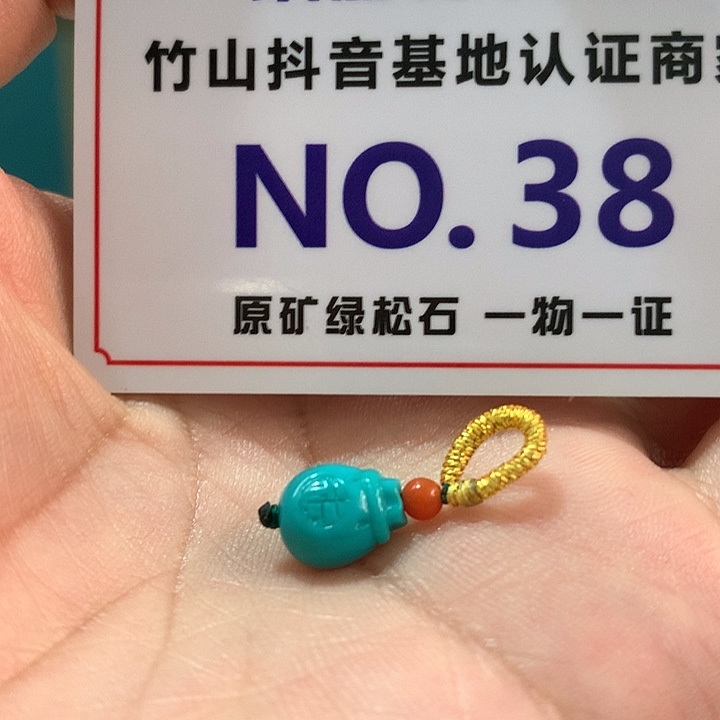 竹山抖音基地认证商家
NO. 38
原矿绿松石 一物一证